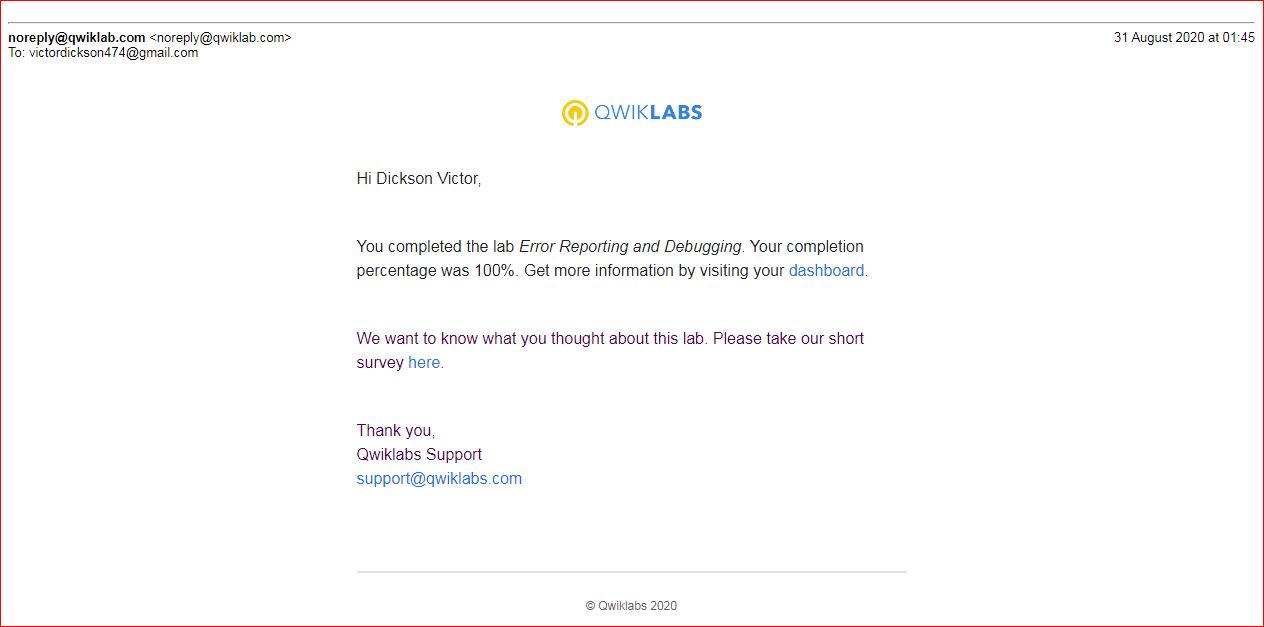 noreply@qwiklab.com <noreply@qwiklab.com> 31 August 2020 at 01:45
To: victordickson474@gmail.com
QWIKLABS
Hi Dickson Victor,
You completed the lab Error Reporting and Debugging. Your completion
percentage was 100%. Get more information by visiting your dashboard.
We want to know what you thought about this lab. Please take our short
survey here.
Thank you,
Qwiklabs Support
support@qwiklabs.com
© Qwiklabs 2020